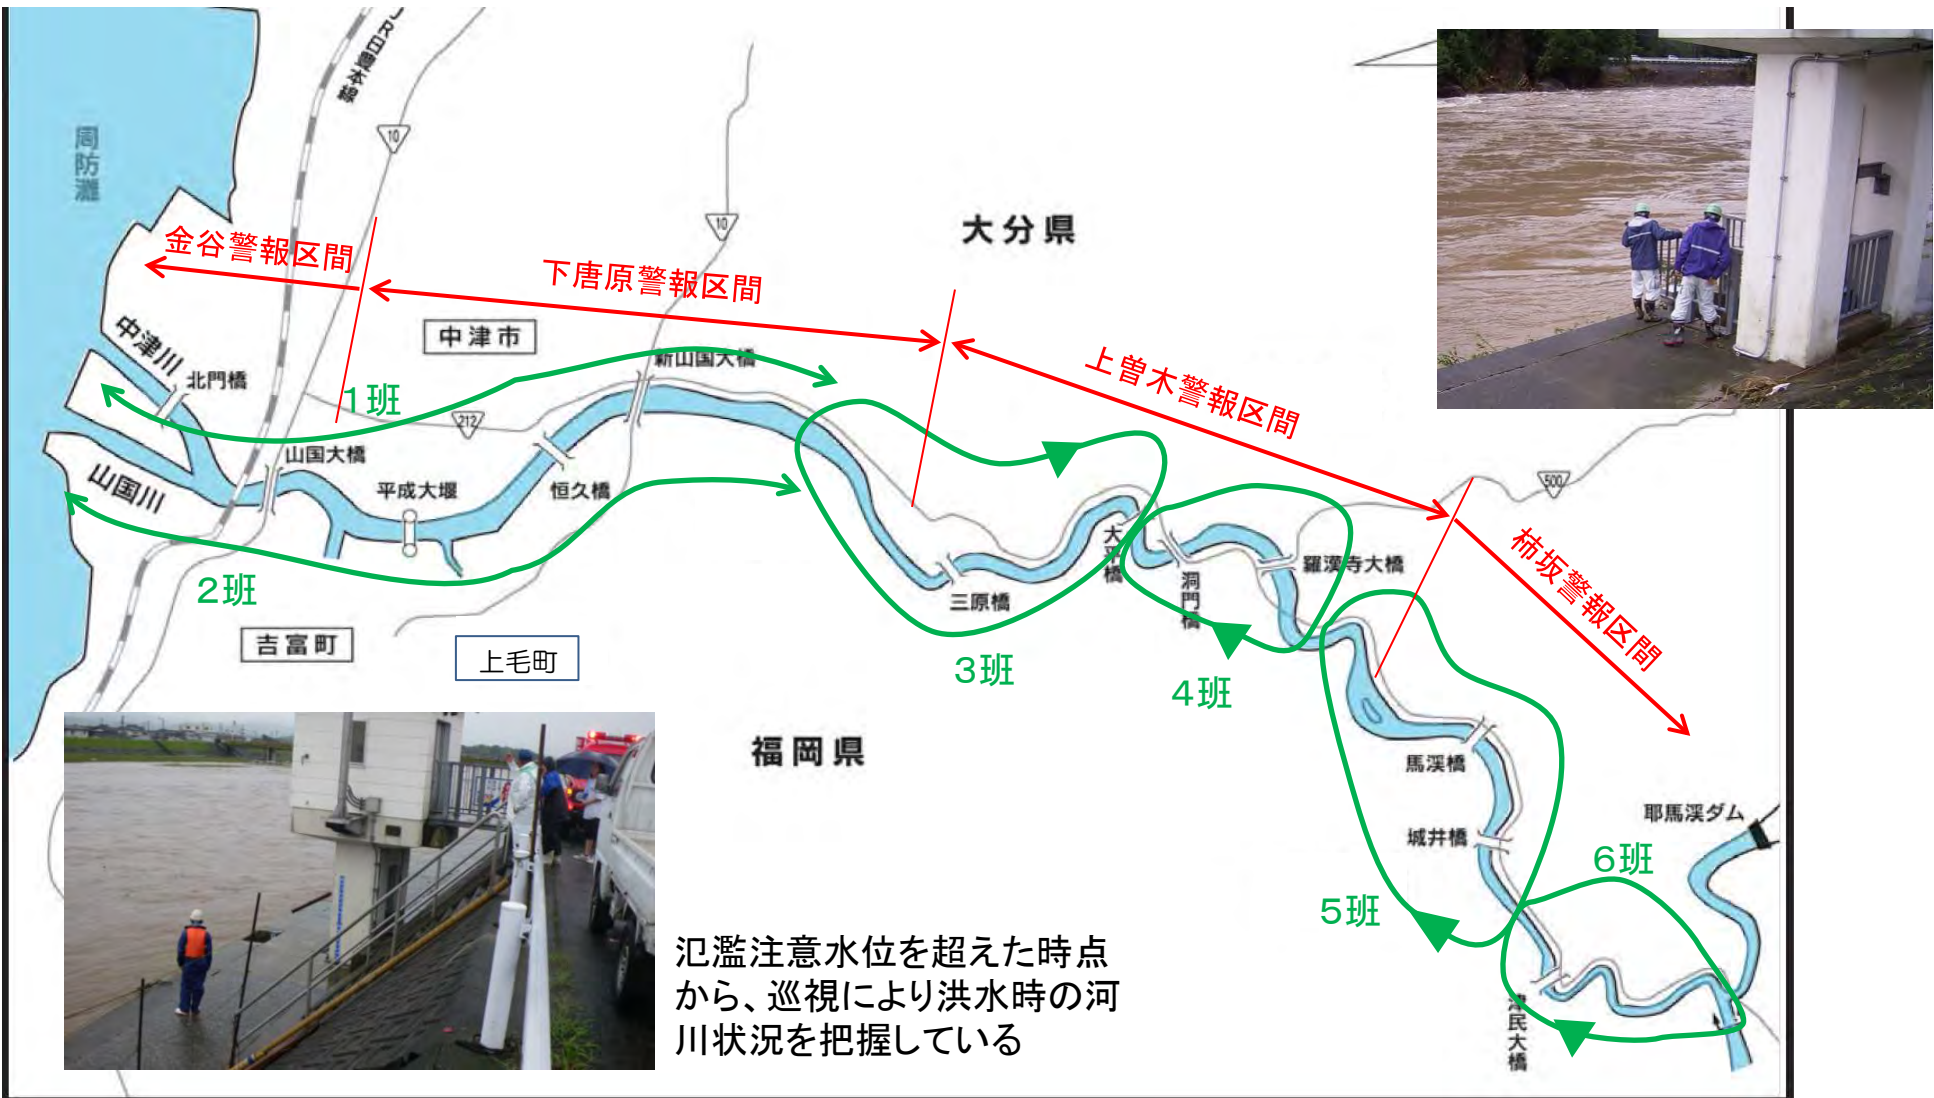 JR日豊本線
周防灘
10
10
大分県
金谷警報区間
下唐原警報区間
中津市
中津川
北門橋
新山国大橋
上曽木警報区間
1班
212
山国大橋
山国川
平成大堰
恒久橋
500
大平橋
羅漢寺大橋
洞門橋
三原橋
柿坂警報区間
2班
吉富町
上毛町
3班
4班
福岡県
馬渓橋
耶馬渓ダム
城井橋
6班
5班
津民大橋
氾濫注意水位を超えた時点
から、巡視により洪水時の河
川状況を把握している